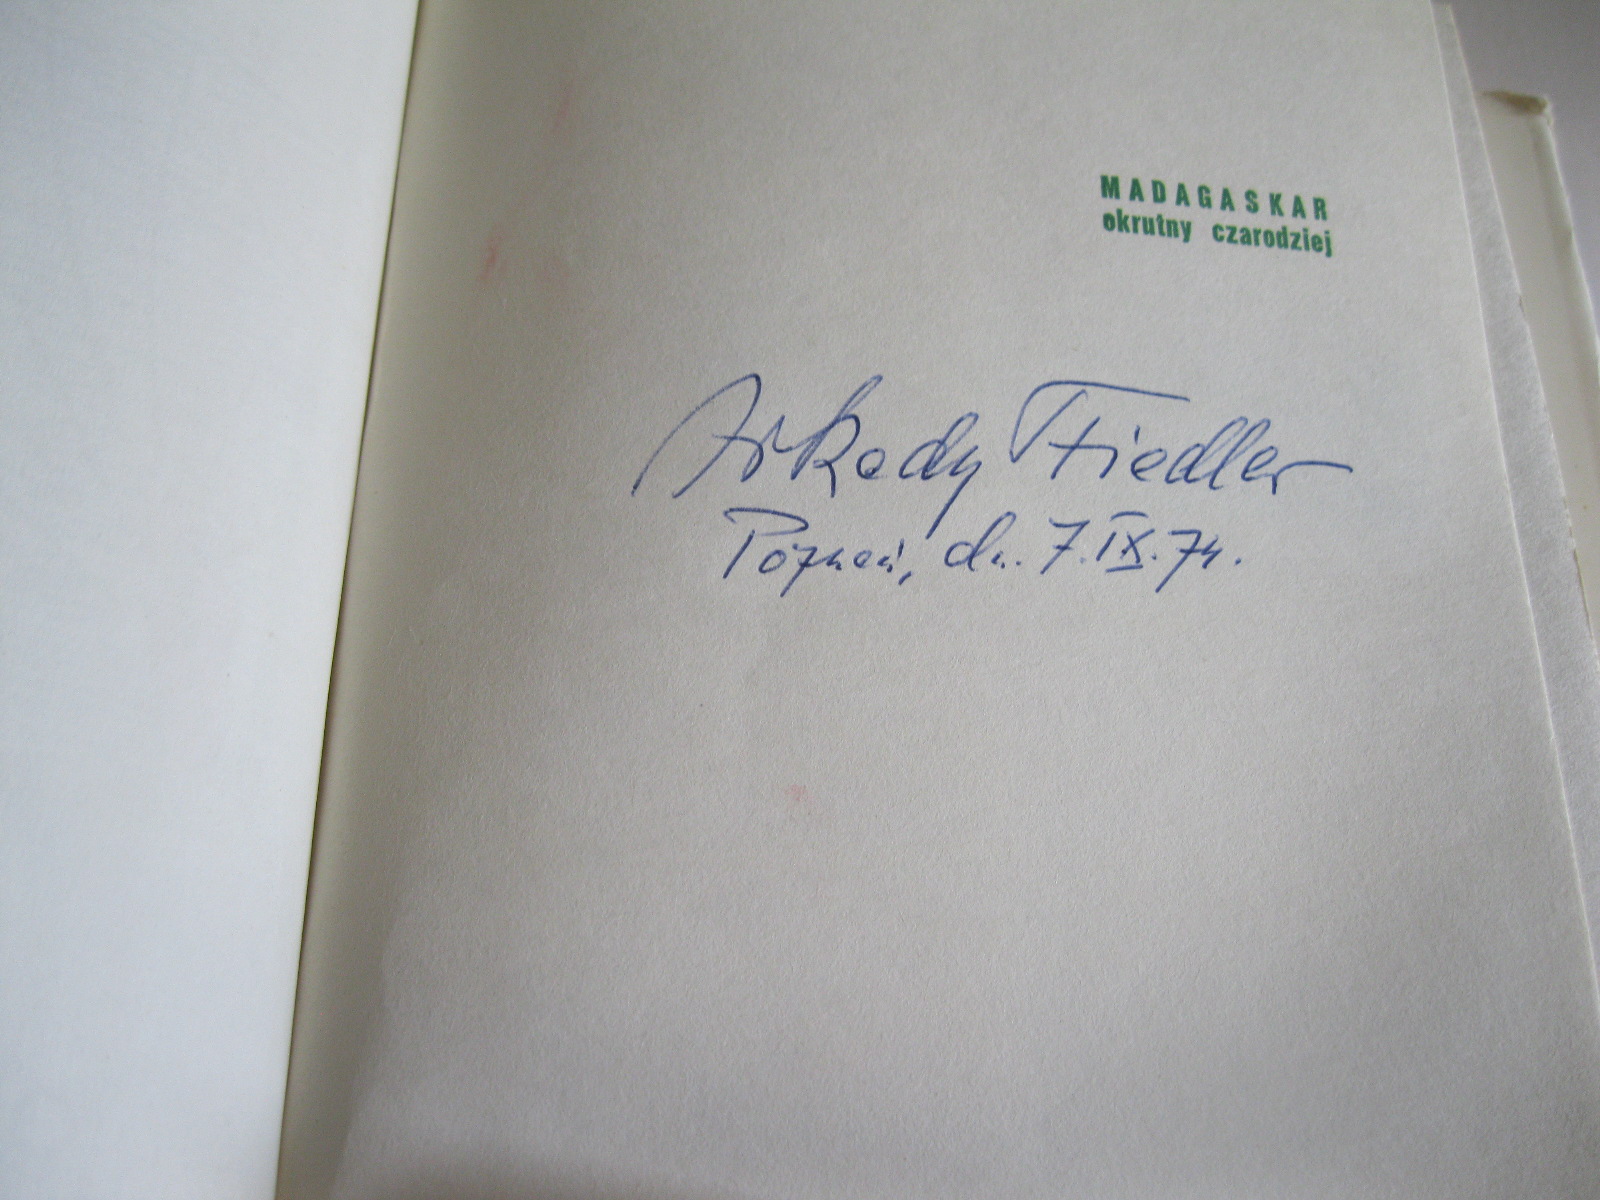 MADAGASKAR
okrutny czarodziej
Arkady Fiedler
Poznań, dn. 7.IX.74.